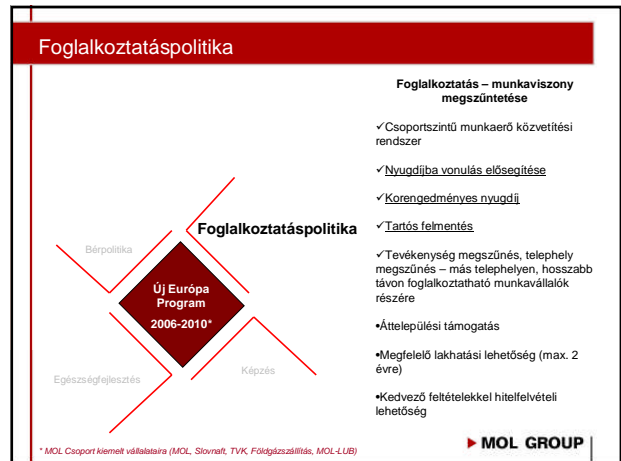 Foglalkoztatáspolitika
Foglalkoztatás – munkaviszony
megszűntetése
✓Csoportszintű munkaerő közvetítési
rendszer
✓Nyugdíjba vonulás elősegítése
✓Korengedményes nyugdíj
✓Tartós felmentés
✓Tevékenység megszűnés, telephely
megszűnés – más telephelyen, hosszabb
távon foglalkoztatható munkavállalók
részére
•Áttelepülési támogatás
•Megfelelő lakhatási lehetőség (max. 2
évre)
•Kedvező feltételekkel hitelfelvételi
lehetőség
Foglalkoztatáspolitika
Bérpolitika
Új Európa
Program
2006-2010*
Egészségfejlesztés
Képzés
* MOL Csoport kiemelt vállalataira (MOL, Slovnaft, TVK, Földgázszállítás, MOL-LUB)
MOL GROUP